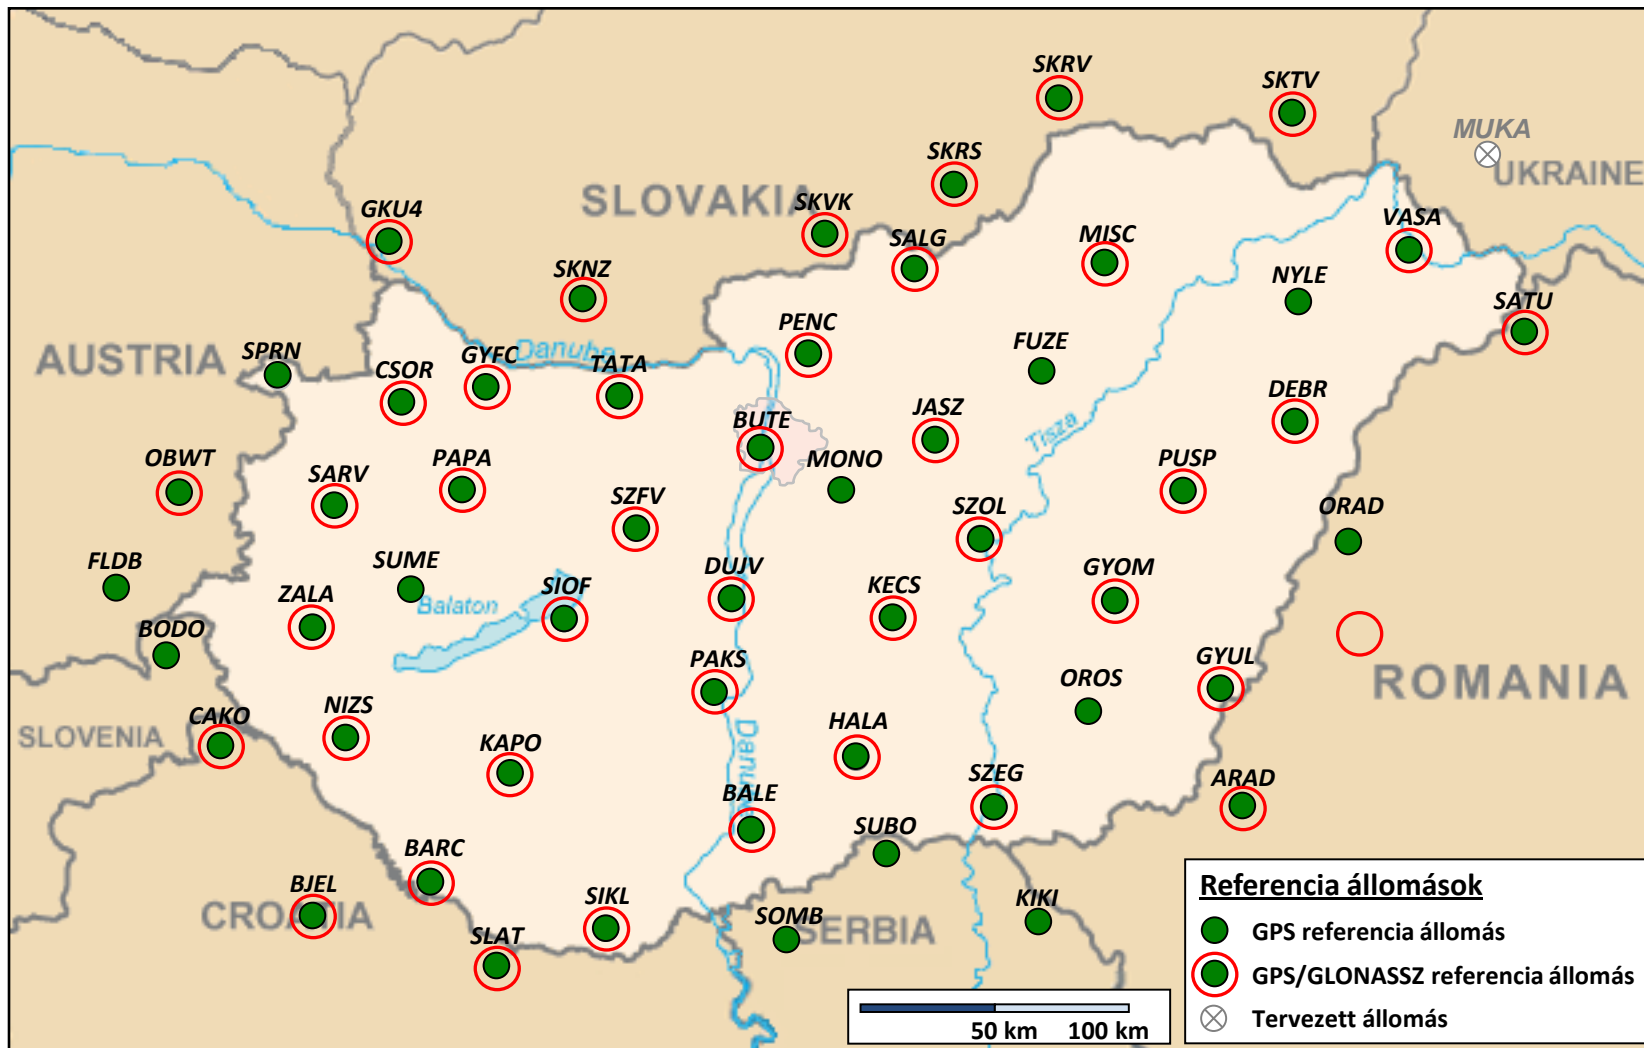 SKRV
SKTV
MUKA
UKRAINE
SKRS
SLOVAKIA
SKVK
GKU4
VASA
SALG
MISC
SKNZ
NYLE
SATU
PENC
AUSTRIA
SPRN
Danube
GYFC
CSOR
TATA
FUZE
DEBR
JASZ
BUTE
Tisza
OBWT
PAPA
SARV
MONO
PUSP
SZFV
ORAD
SZOL
FLDB
SUME
DUJV
KECS
GYOM
ZALA
SIOF
Balaton
BODO
PAKS
GYUL
OROS
ROMANIA
CAKO
NIZS
SLOVENIA
HALA
KAPO
Danube
SZEG
ARAD
BALE
SUBO
BARC
BJEL
CROATIA
SIKL
SOMB
SERBIA
KIKI
SLAT
Referencia állomások
GPS referencia állomás
GPS/GLONASSZ referencia állomás
Tervezett állomás
50 km
100 km